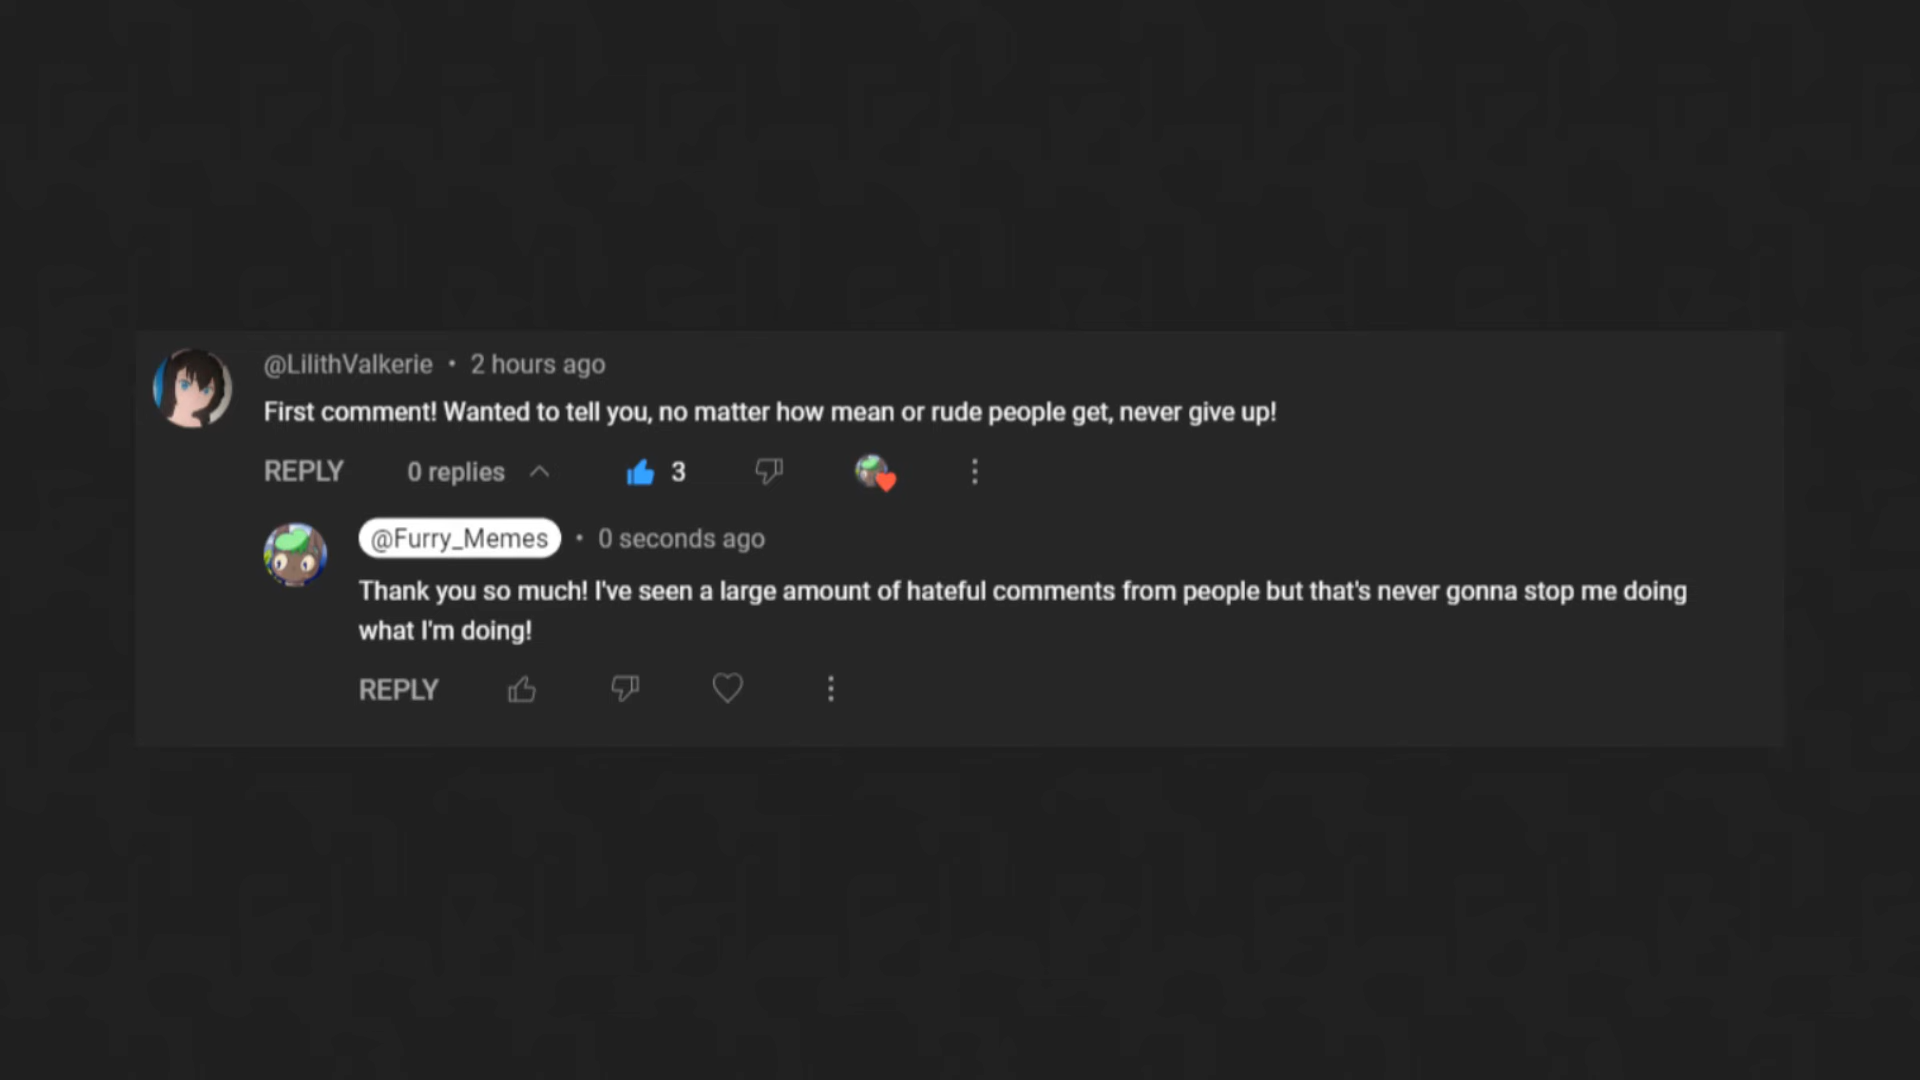 @LilithValkerie • 2 hours ago
First comment! Wanted to tell you, no matter how mean or rude people get, never give up!
REPLY 0 replies 3
@Furry_Memes • 0 seconds ago
Thank you so much! I've seen a large amount of hateful comments from people but that's never gonna stop me doing
what I'm doing!
REPLY